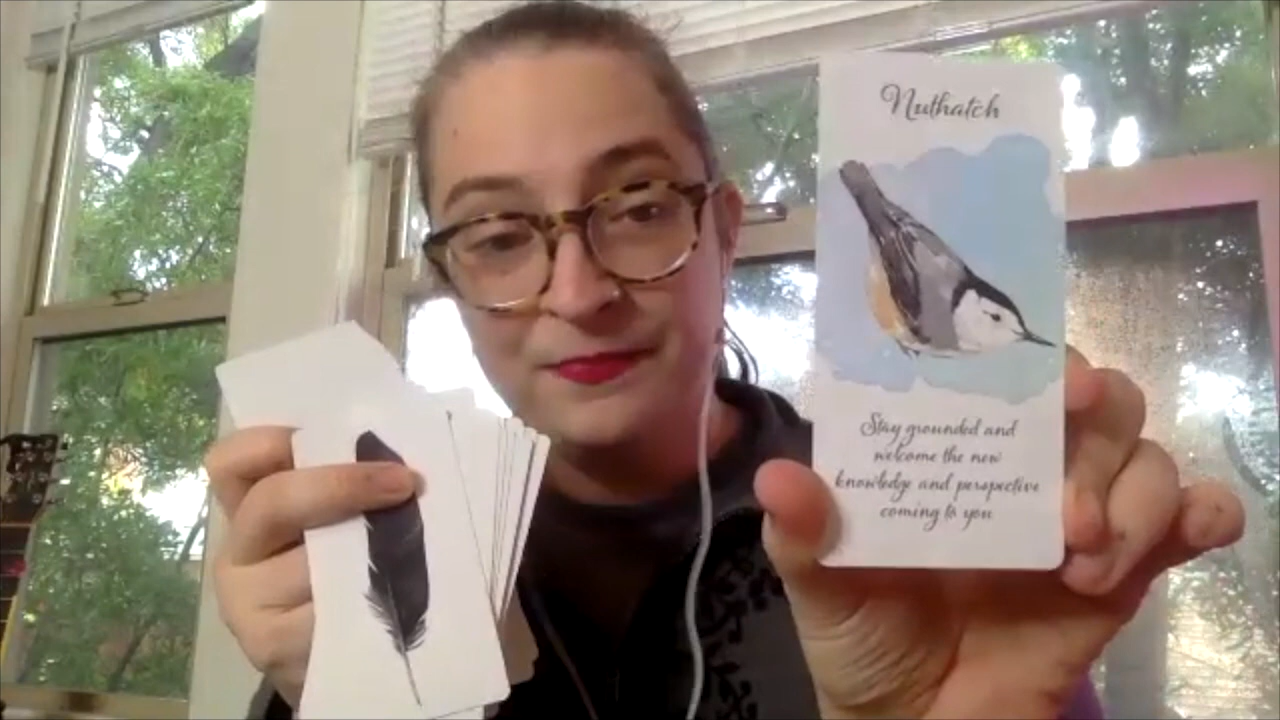 Nuthatch
Stay grounded and
welcome the new
knowledge and perspective
coming to you